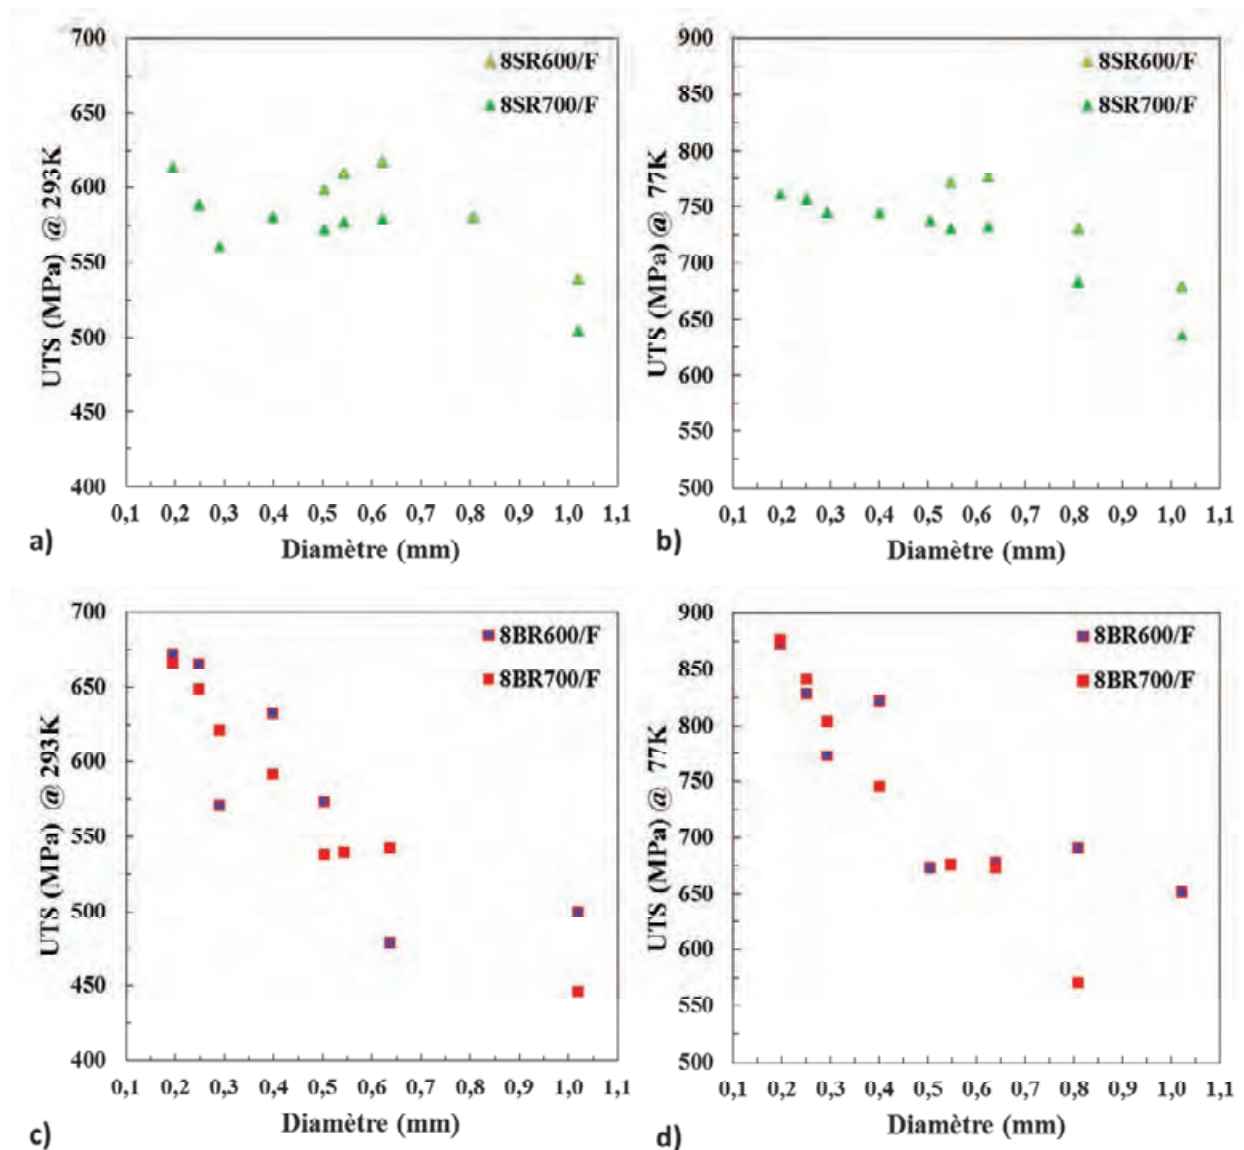 700
650
600
550
500
450
400
UTS (MPa) @ 293K
8SR600/F
8SR700/F
0,1 0,2 0,3 0,4 0,5 0,6 0,7 0,8 0,9 1,0 1,1
Diamètre (mm)
a)
900
850
800
750
700
650
600
550
500
UTS (MPa) @ 77K
8SR600/F
8SR700/F
0,1 0,2 0,3 0,4 0,5 0,6 0,7 0,8 0,9 1,0 1,1
Diamètre (mm)
b)
700
650
600
550
500
450
400
UTS (MPa) @ 293K
8BR600/F
8BR700/F
0,1 0,2 0,3 0,4 0,5 0,6 0,7 0,8 0,9 1,0 1,1
Diamètre (mm)
c)
900
850
800
750
700
650
600
550
500
UTS (MPa) @ 77K
8BR600/F
8BR700/F
0,1 0,2 0,3 0,4 0,5 0,6 0,7 0,8 0,9 1,0 1,1
Diamètre (mm)
d)